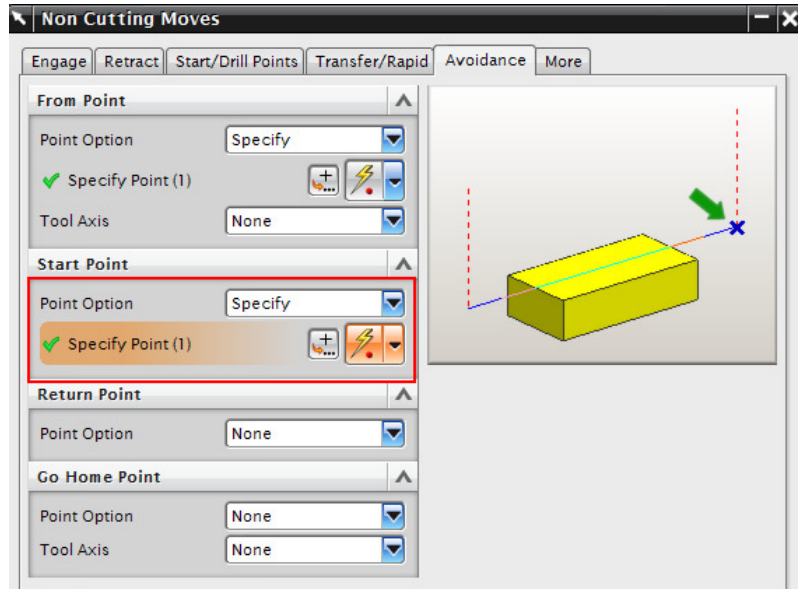 Non Cutting Moves
Engage Retract Start/Drill Points Transfer/Rapid Avoidance More
From Point
Point Option Specify
Specify Point (1)
Tool Axis None
Start Point
Point Option Specify
Specify Point (1)
Return Point
Point Option None
Go Home Point
Point Option None
Tool Axis None